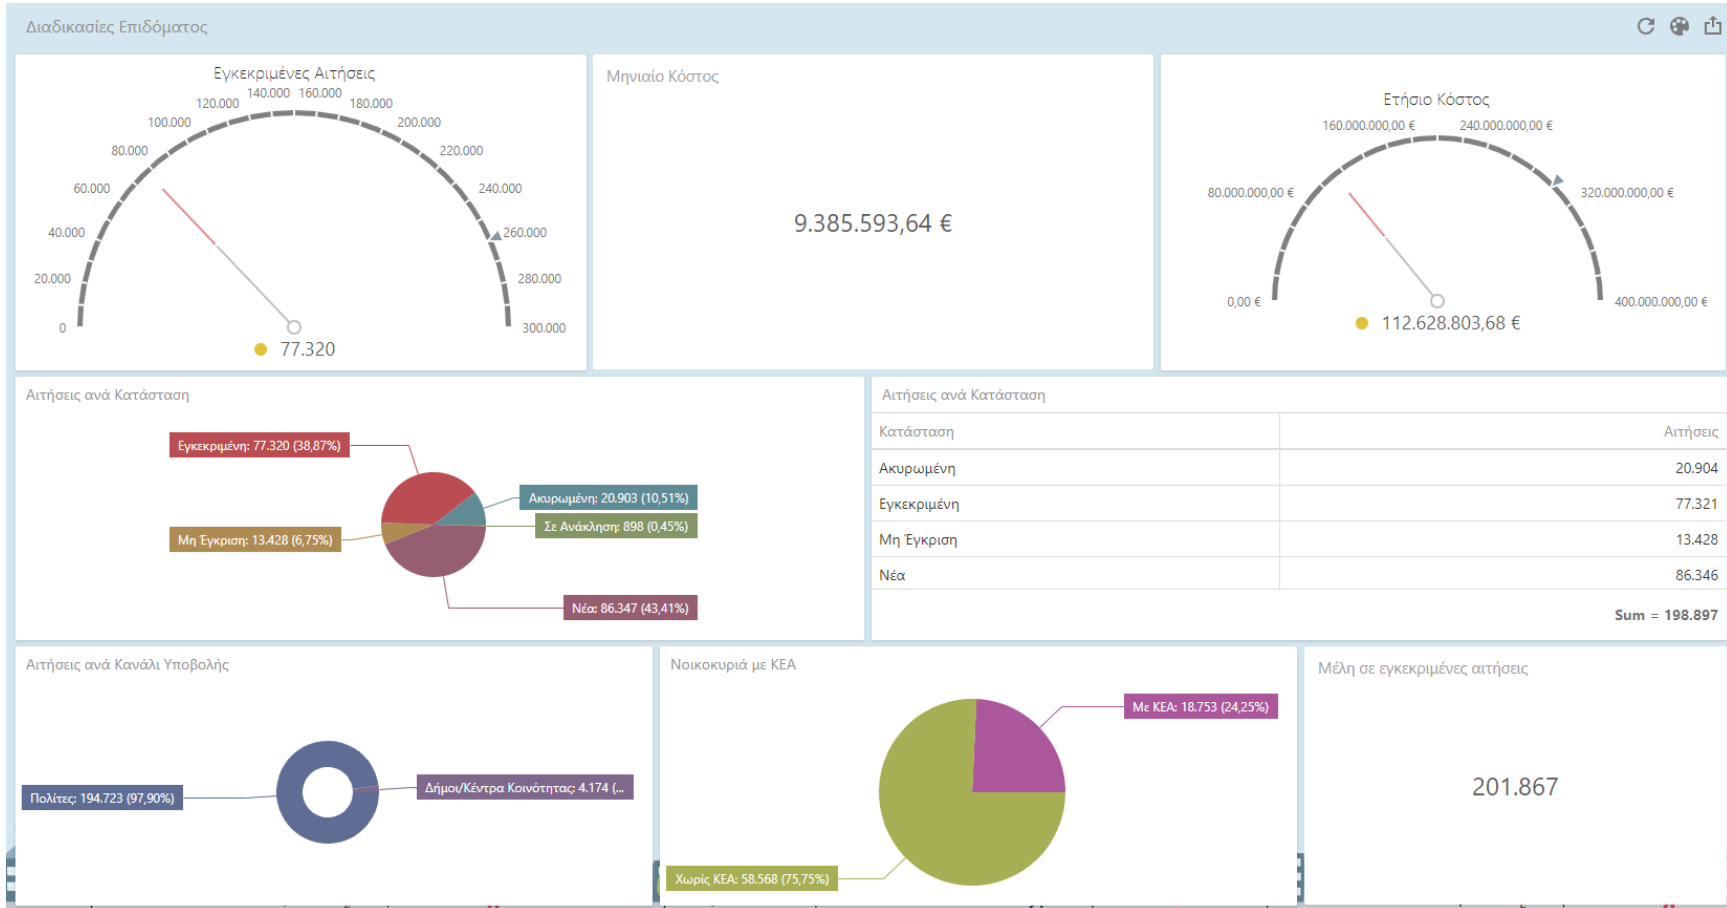 Διαδικασίες Επιδόματος
Εγκεκριμένες Αιτήσεις
0
20.000
40.000
60.000
80.000
100.000
120.000
140.000
160.000
180.000
200.000
220.000
240.000
260.000
280.000
300.000
77.320
Μηνιαίο Κόστος
9.385.593,64 €
Ετήσιο Κόστος
0,00 €
80.000.000,00 €
160.000.000,00 €
240.000.000,00 €
320.000.000,00 €
400.000.000,00 €
112.628.803,68 €
Αιτήσεις ανά Κατάσταση
Εγκεκριμένη: 77.320 (38,87%)
Ακυρωμένη: 20.903 (10,51%)
Σε Ανάκληση: 898 (0,45%)
Μη Έγκριση: 13.428 (6,75%)
Νέα: 86.347 (43,41%)
Αιτήσεις ανά Κατάσταση
Κατάσταση Αιτήσεις
Ακυρωμένη 20.904
Εγκεκριμένη 77.321
Μη Έγκριση 13.428
Νέα 86.346
Sum = 198.897
Αιτήσεις ανά Κανάλι Υποβολής
Πολίτες: 194.723 (97,90%)
Δήμοι/Κέντρα Κοινότητας: 4.174 (...
Νοικοκυριά με ΚΕΑ
Με ΚΕΑ: 18.753 (24,25%)
Χωρίς ΚΕΑ: 58.568 (75,75%)
Μέλη σε εγκεκριμένες αιτήσεις
201.867